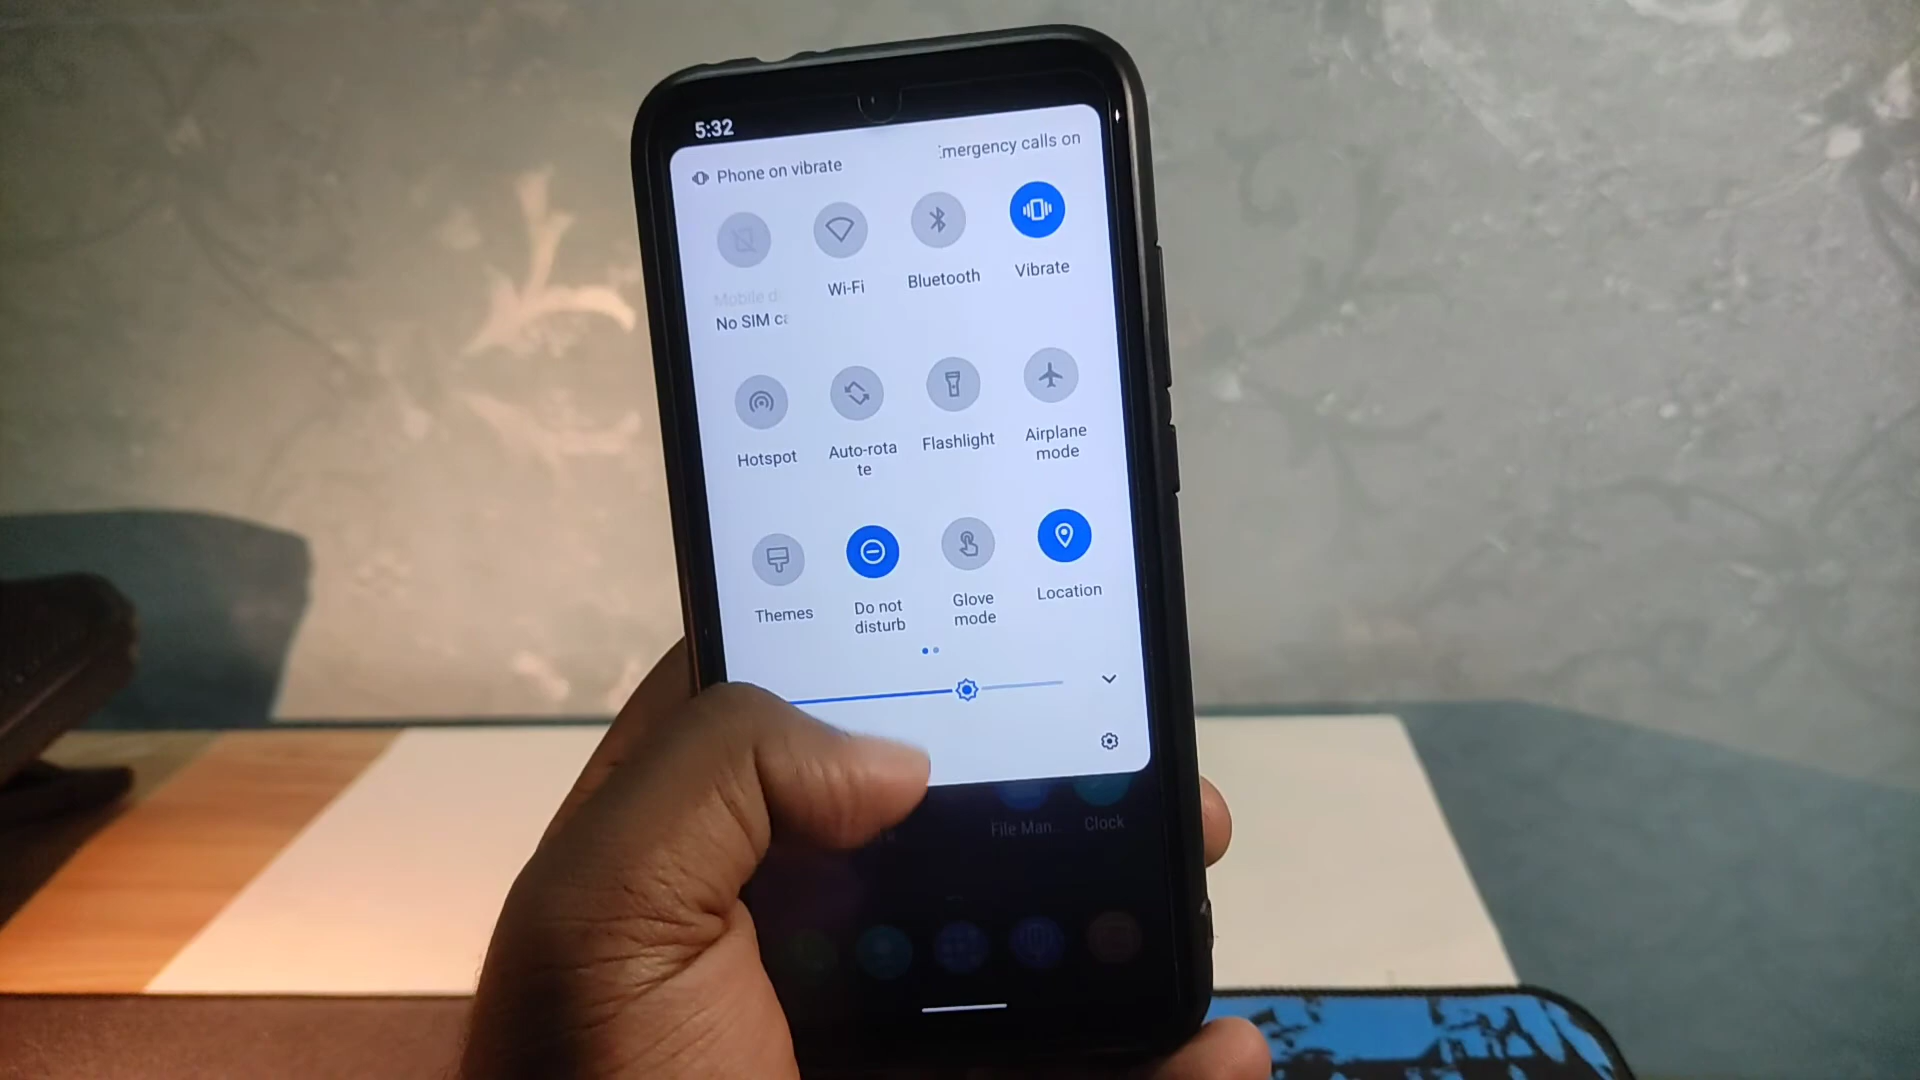 5:32
Phone on vibrate
mergency calls on
Mobile d
No SIM ca
Wi-Fi
Bluetooth
Vibrate
Hotspot
Auto-rota
te
Flashlight
Airplane
mode
Themes
Do not
disturb
Glove
mode
Location
File Man...
Clock